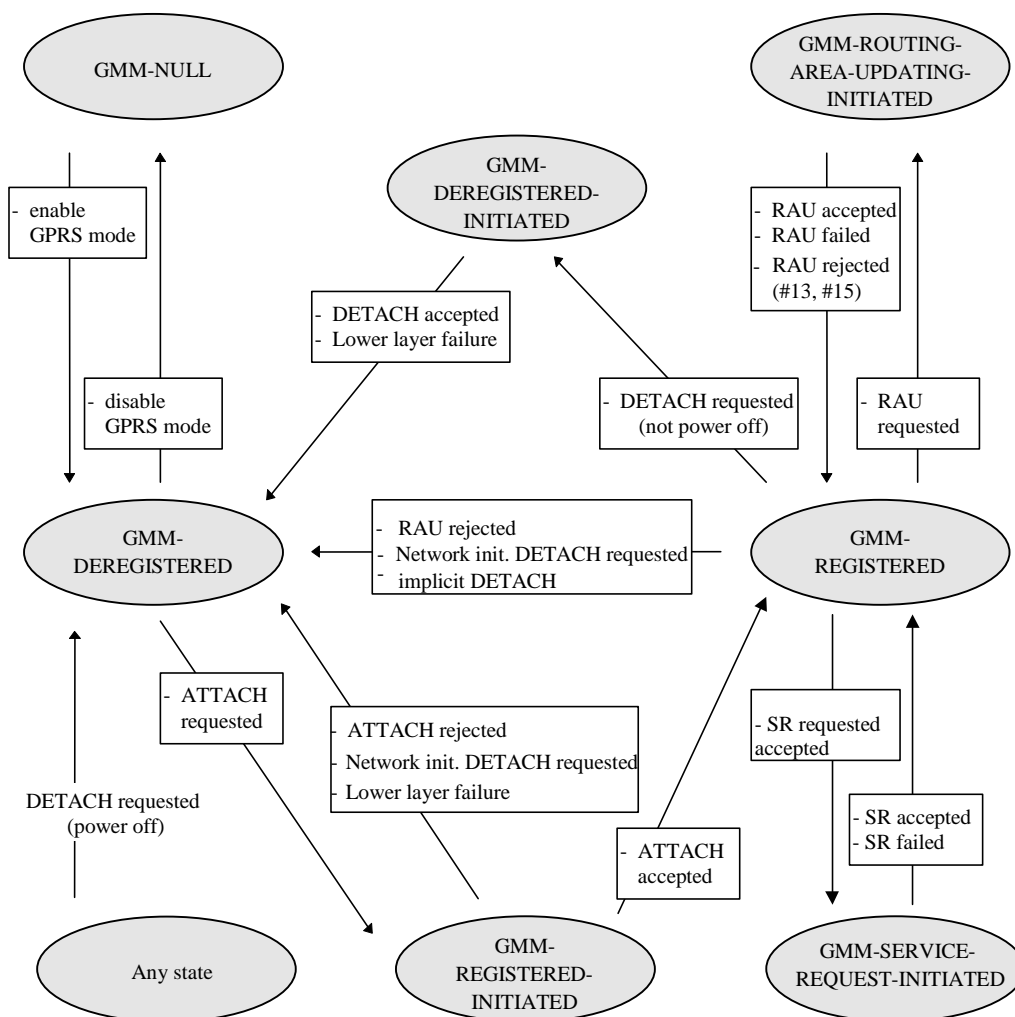 GMM-NULL
GMM-ROUTING-
AREA-UPDATING-
INITIATED
GMM-
DEREGISTERED-
INITIATED
- enable
GPRS mode
- RAU accepted
- RAU failed
- RAU rejected
(#13, #15)
- DETACH accepted
- Lower layer failure
- disable
GPRS mode
- DETACH requested
(not power off)
- RAU
requested
GMM-
DEREGISTERED
- RAU rejected
- Network init. DETACH requested
- implicit DETACH
GMM-
REGISTERED
- ATTACH
requested
- ATTACH rejected
- Network init. DETACH requested
- Lower layer failure
- SR requested
accepted
DETACH requested
(power off)
- ATTACH
accepted
- SR accepted
- SR failed
Any state
GMM-
REGISTERED-
INITIATED
GMM-SERVICE-
REQUEST-INITIATED